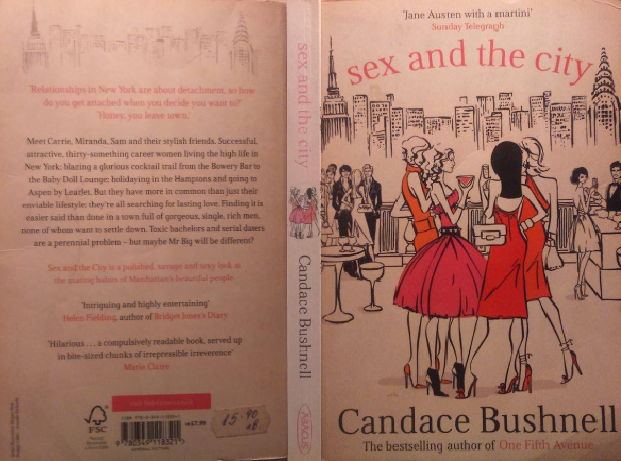 'Relationships in New York are about detachment, so how
do you get attached when you decide you want to?'
'Honey, you leave town.'
'Meet Carrie, Miranda, Sam and their stylish friends. Successful,
attractive, thirty-something career women living the high life in
New York: blazing a glorious cocktail trail from the Bowery Bar to
the Baby Doll Lounge; holidaying in the Hamptons and going to
Aspen by Learjet. But they have more in common than just their
enviable lifestyle; they're all searching for lasting love. Finding it is
easier said than done in a town full of gorgeous, single, rich men,
none of whom want to settle down. Toxic bachelors and serial daters
are a perennial problem – but maybe Mr Big will be different?
Sex and the City is a polished, savage and sexy look at
the mating habits of Manhattan's beautiful people
'Intriguing and highly entertaining'
Helen Fielding, author of Bridget Jones's Diary
'Hilarious . . . a compulsively readable book, served up
in bite-sized chunks of irrepressible irreverence'
Marie Claire
FSC
£7.99
9 780349 118321
15.90
sex and the city
Candace Bushnell
ABACUS
'Jane Austen with a martini'
Sunday Telegraph
sex and the city
Candace Bushnell
The bestselling author of One Fifth Avenue